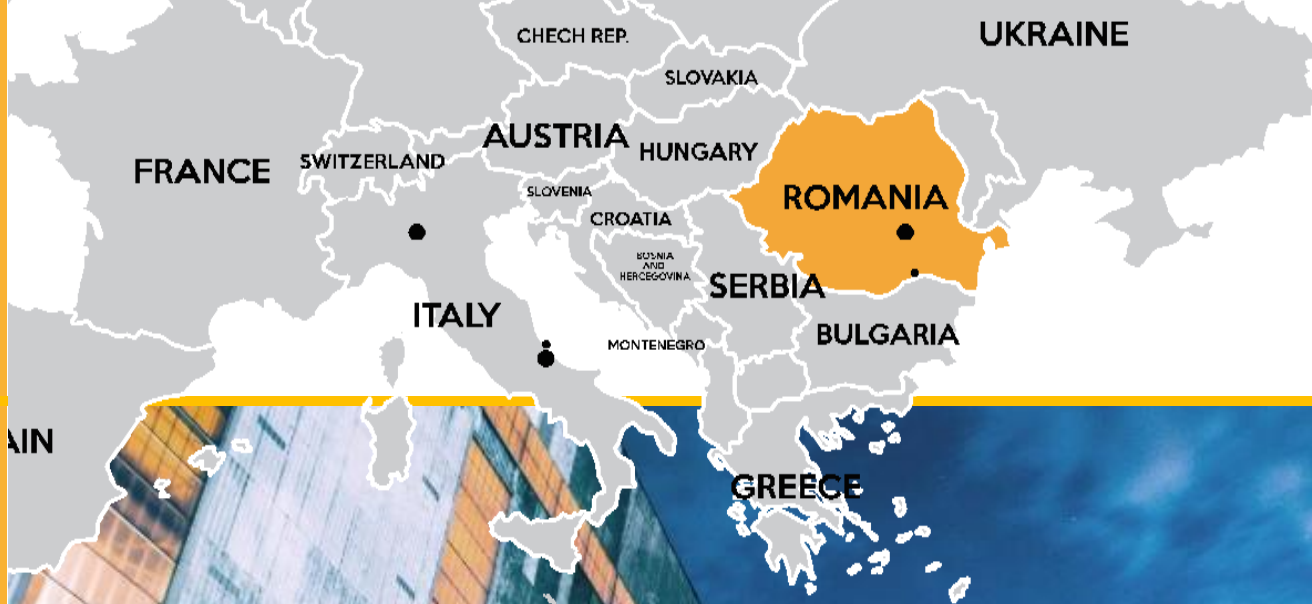 CHECH REP.
UKRAINE
SLOVAKIA
AUSTRIA
HUNGARY
FRANCE
SWITZERLAND
SLOVENIA
ROMANIA
CROATIA
BOSNIA
AND
HERCEGOVINA
SERBIA
ITALY
BULGARIA
MONTENEGRO
AIN
GREECE